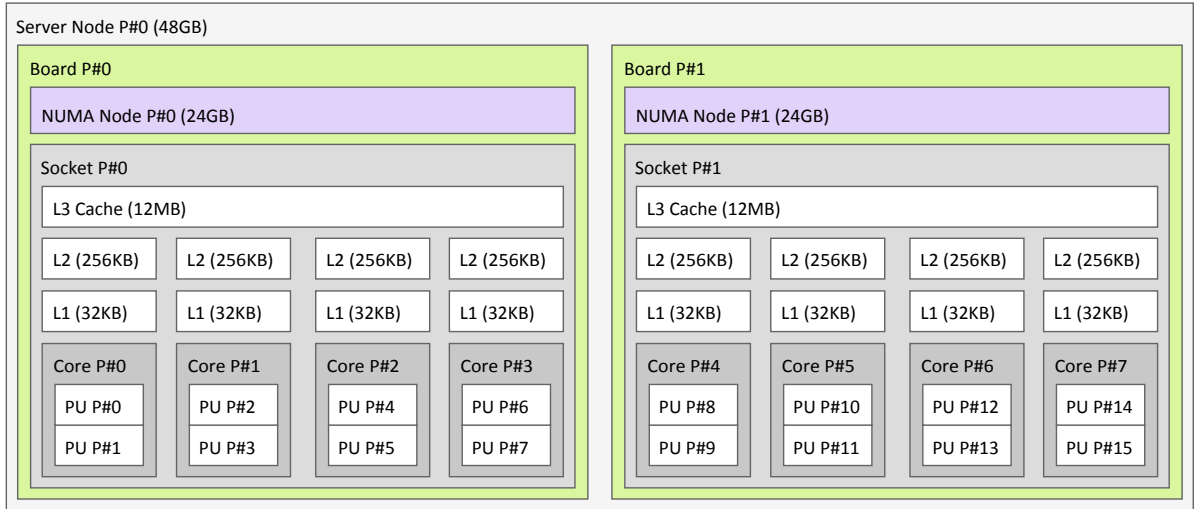 Server Node P#0 (48GB)
Board P#0
NUMA Node P#0 (24GB)
Socket P#0
L3 Cache (12MB)
L2 (256KB) L2 (256KB) L2 (256KB) L2 (256KB)
L1 (32KB) L1 (32KB) L1 (32KB) L1 (32KB)
Core P#0 Core P#1 Core P#2 Core P#3
PU P#0 PU P#2 PU P#4 PU P#6
PU P#1 PU P#3 PU P#5 PU P#7
Board P#1
NUMA Node P#1 (24GB)
Socket P#1
L3 Cache (12MB)
L2 (256KB) L2 (256KB) L2 (256KB) L2 (256KB)
L1 (32KB) L1 (32KB) L1 (32KB) L1 (32KB)
Core P#4 Core P#5 Core P#6 Core P#7
PU P#8 PU P#10 PU P#12 PU P#14
PU P#9 PU P#11 PU P#13 PU P#15